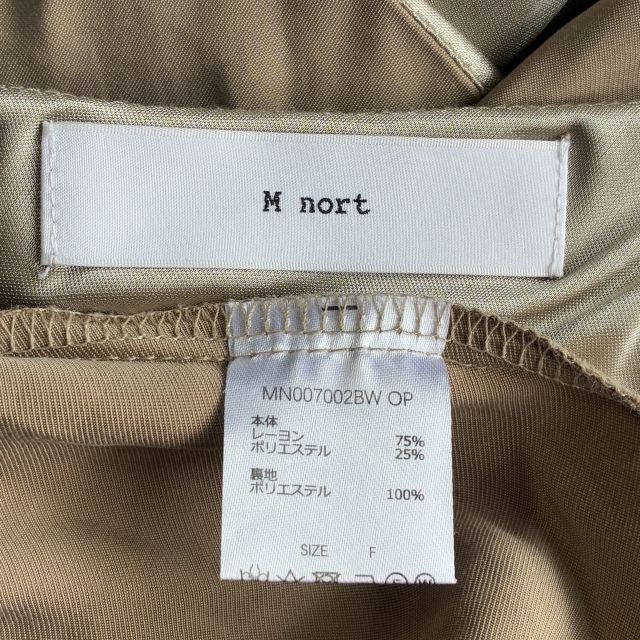 M nort
MN007002BW OP
本体
レーヨン 75%
ポリエステル 25%
裏地
ポリエステル 100%
SIZE F